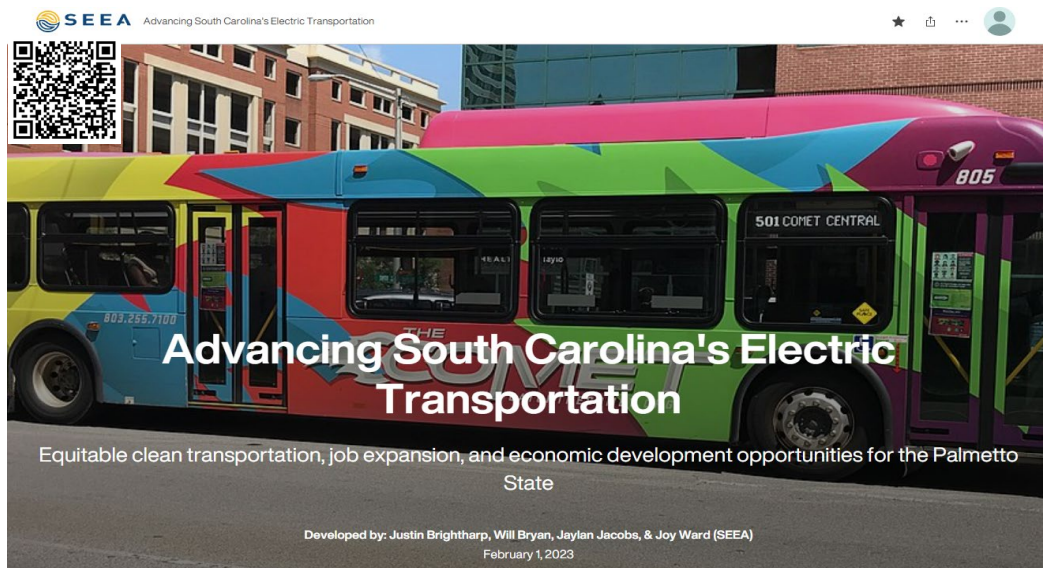 SEEA
Advancing South Carolina's Electric Transportation
805
501 COMET CENTRAL
803.255.7100
THE
COMET
Advancing South Carolina's Electric
Transportation
Equitable clean transportation, job expansion, and economic development opportunities for the Palmetto
State
Developed by: Justin Brightharp, Will Bryan, Jaylan Jacobs, & Joy Ward (SEEA)
February 1, 2023